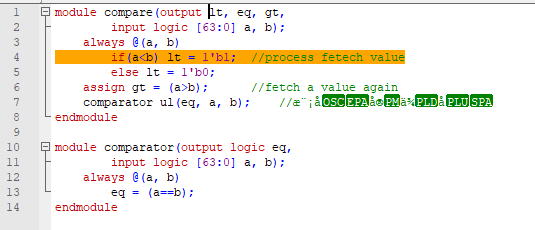 1 module compare(output lt, eq, gt,
2 input logic [63:0] a, b);
3 always @(a, b)
4 if(a<b) lt = 1'b1; //process fetech value
5 else lt = 1'b0;
6 assign gt = (a>b); //fetch a value again
7 comparator u1(eq, a, b); //æ¨¡åOSCEPAå®PMä¾PLDåPLUSPA
8 endmodule
9
10 module comparator(output logic eq,
11 input logic [63:0] a, b);
12 always @(a, b)
13 eq = (a==b);
14 endmodule